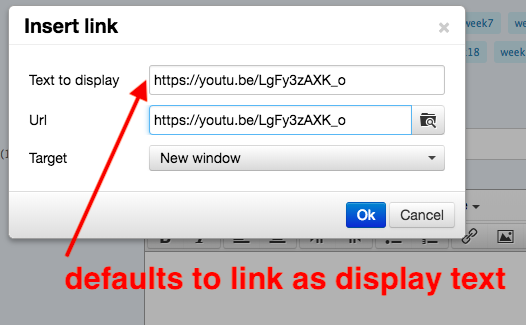 Insert link
week7
wee
Text to display
https://youtu.be/LgFy3zAXK_o
18
week
Url
https://youtu.be/LgFy3zAXK_o
Target
New window
Ok
Cancel
defaults to link as display text